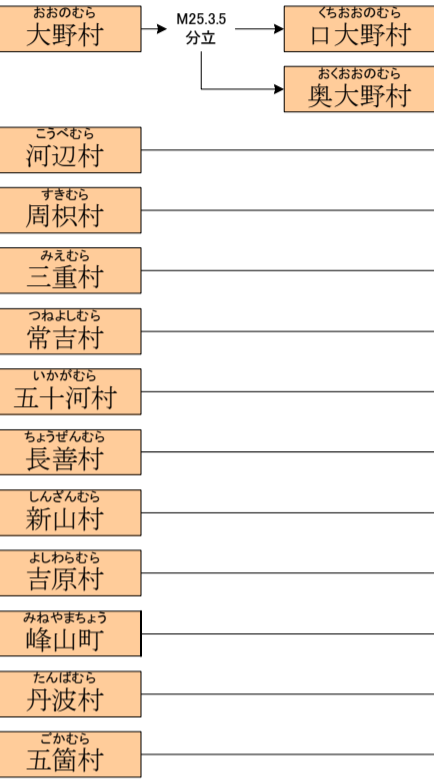 おおのむら
大野村
M25.3.5
分立
くちおおのむら
口大野村
おくおおのむら
奥大野村
こうべむら
河辺村
すきむら
周枳村
みえむら
三重村
つねよしむら
常吉村
いかがむら
五十河村
ちょうぜんむら
長善村
しんざんむら
新山村
よしわらむら
吉原村
みねやまちょう
峰山町
たんばむら
丹波村
ごかむら
五箇村